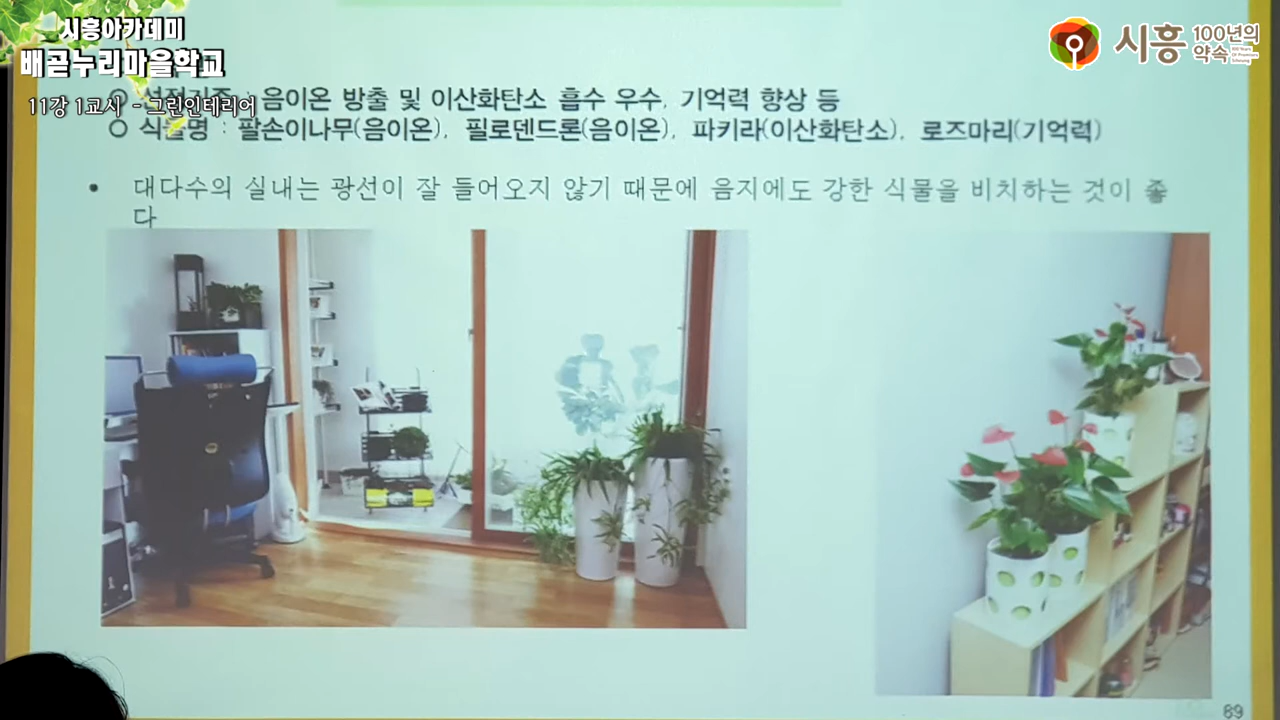 시흥아카데미
배곧누리마을학교
11강 1교시 - 그린인테리어
시흥 100년의 약속
○ 선정기준 : 음이온 방출 및 이산화탄소 흡수 우수, 기억력 향상 등
○ 식물명 : 팔손이나무(음이온), 필로덴드론(음이온), 파키라(이산화탄소), 로즈마리(기억력)
• 대다수의 실내는 광선이 잘 들어오지 않기 때문에 음지에도 강한 식물을 비치하는 것이 좋
다
89